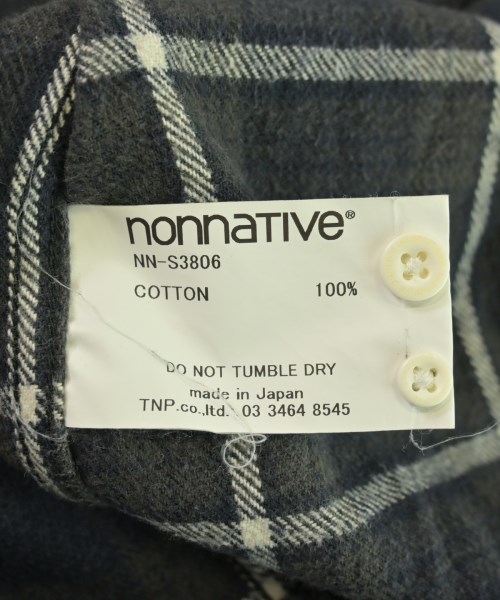 nonnative®
NN-S3806
COTTON 100%
DO NOT TUMBLE DRY
made in Japan
TNP.co.,ltd. 03 3464 8545